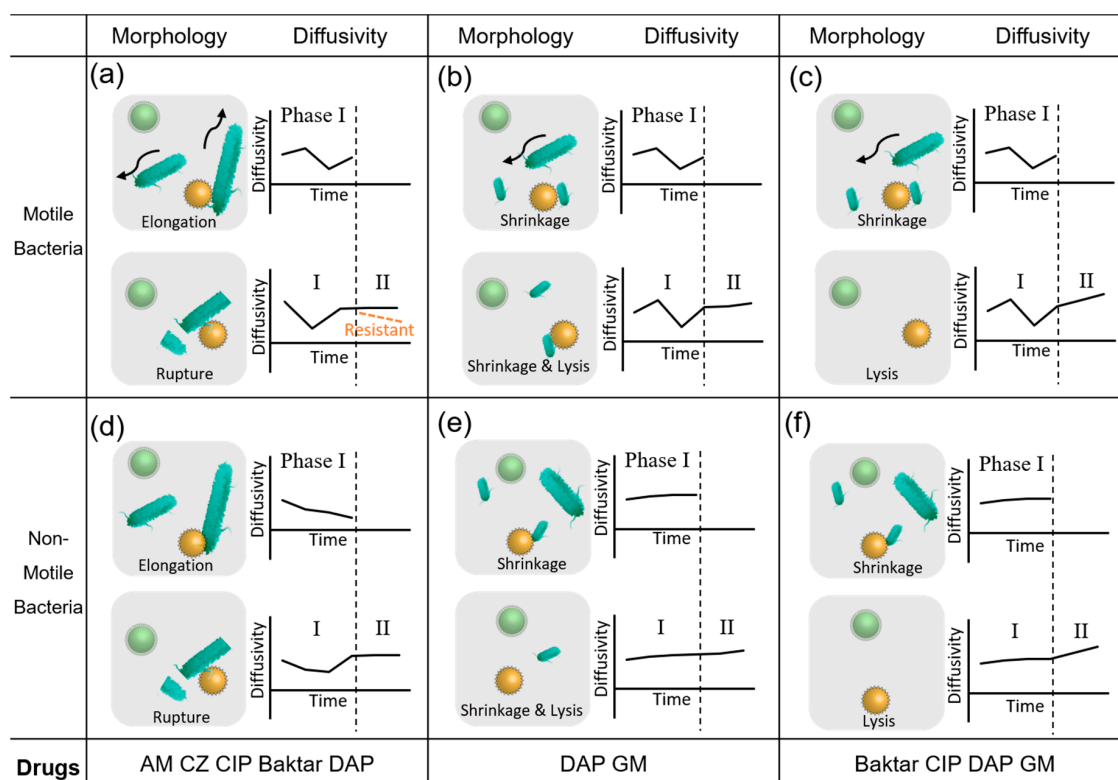 Morphology Diffusivity Morphology Diffusivity Morphology Diffusivity
Motile
Bacteria
(a)
Phase I
Diffusivity
Time
Elongation
I II
Diffusivity
Resistant
Time
Rupture
(b)
Phase I
Diffusivity
Time
Shrinkage
I II
Diffusivity
Time
Shrinkage & Lysis
(c)
Phase I
Diffusivity
Time
Shrinkage
I II
Diffusivity
Time
Lysis
Non-
Motile
Bacteria
(d)
Phase I
Diffusivity
Time
Elongation
I II
Diffusivity
Time
Rupture
(e)
Phase I
Diffusivity
Time
Shrinkage
I II
Diffusivity
Time
Shrinkage & Lysis
(f)
Phase I
Diffusivity
Time
Shrinkage
I II
Diffusivity
Time
Lysis
Drugs AM CZ CIP Baktar DAP DAP GM Baktar CIP DAP GM